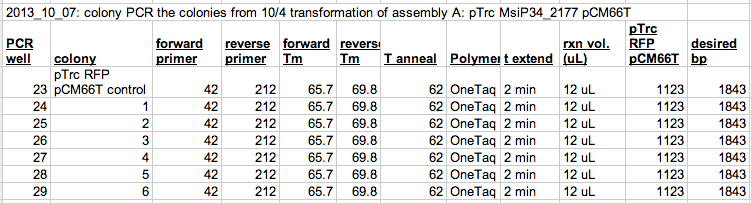 2013_10_07: colony PCR the colonies from 10/4 transformation of assembly A: pTrc MsiP34_2177 pCM66T
PCR well colony forward primer reverse primer forward Tm revers Tm T anneal Polymer t extend rxn vol. (uL) pTrc RFP pCM66T desired bp
23 pTrc RFP pCM66T control 42 212 65.7 69.8 62 OneTaq 2 min 12 uL 1123 1843
24 1 42 212 65.7 69.8 62 OneTaq 2 min 12 uL 1123 1843
25 2 42 212 65.7 69.8 62 OneTaq 2 min 12 uL 1123 1843
26 3 42 212 65.7 69.8 62 OneTaq 2 min 12 uL 1123 1843
27 4 42 212 65.7 69.8 62 OneTaq 2 min 12 uL 1123 1843
28 5 42 212 65.7 69.8 62 OneTaq 2 min 12 uL 1123 1843
29 6 42 212 65.7 69.8 62 OneTaq 2 min 12 uL 1123 1843